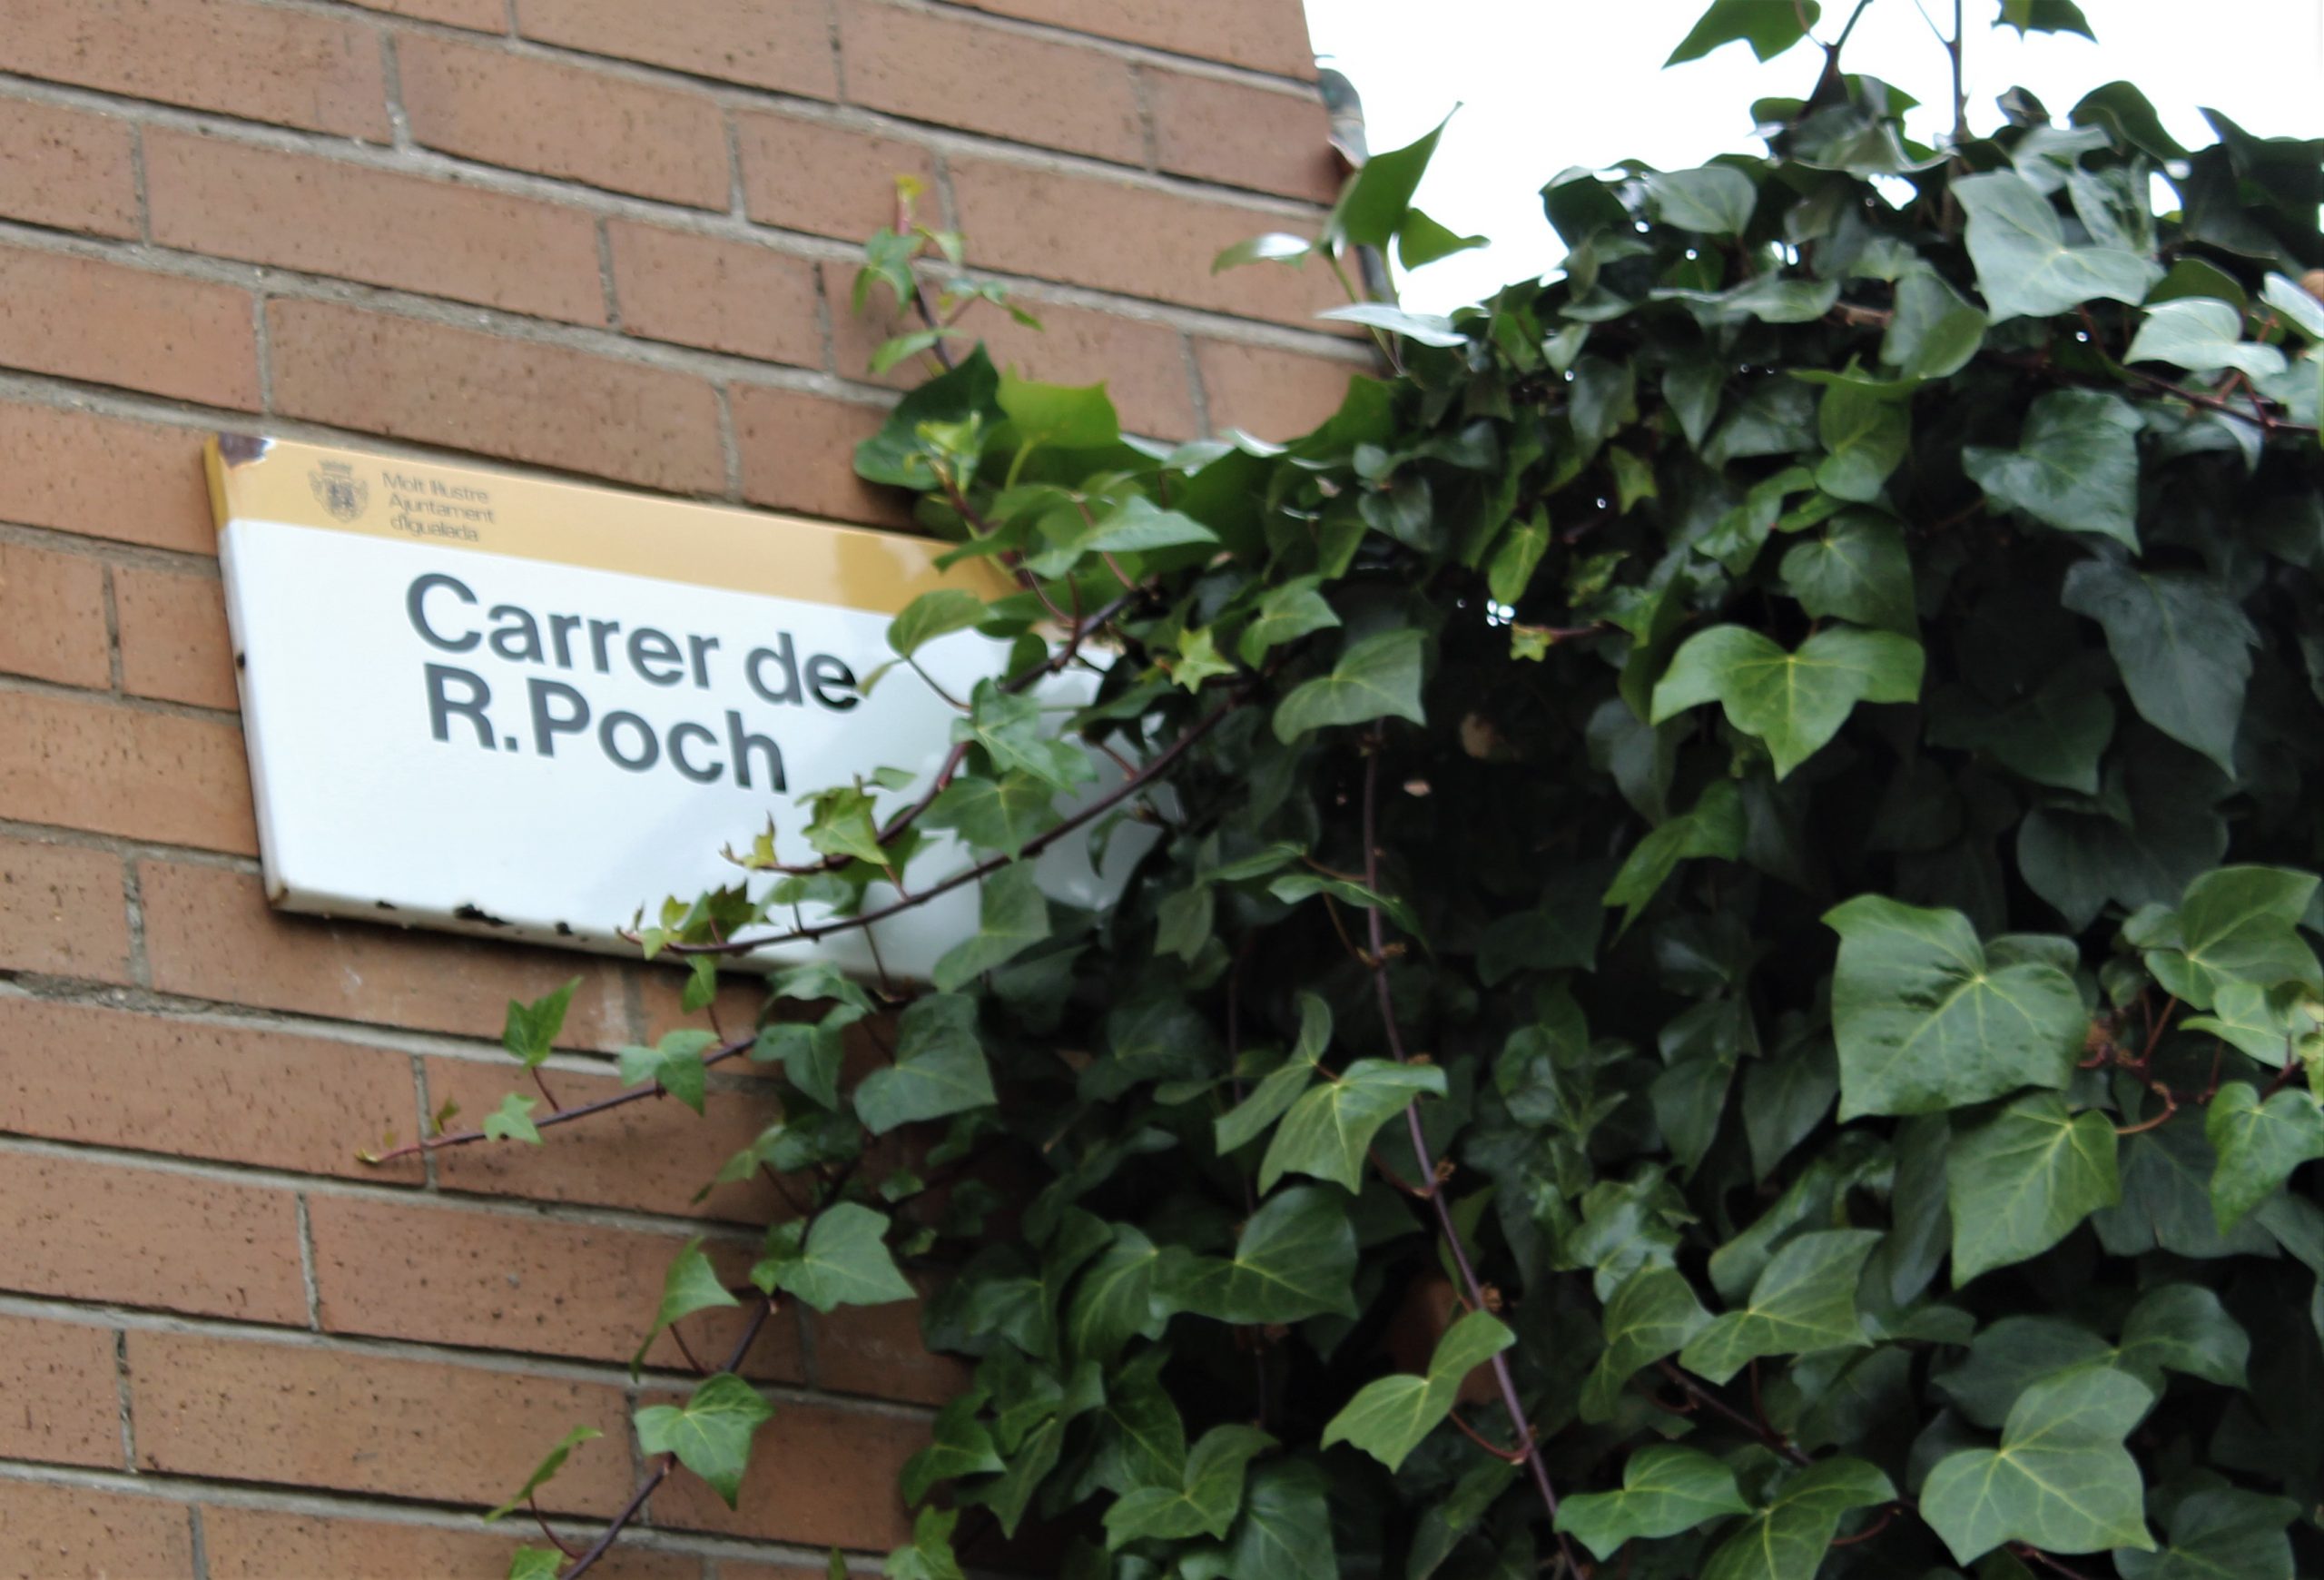 Molt Il·lustre
Ajuntament
d'Igualada
Carrer de
R.Poch